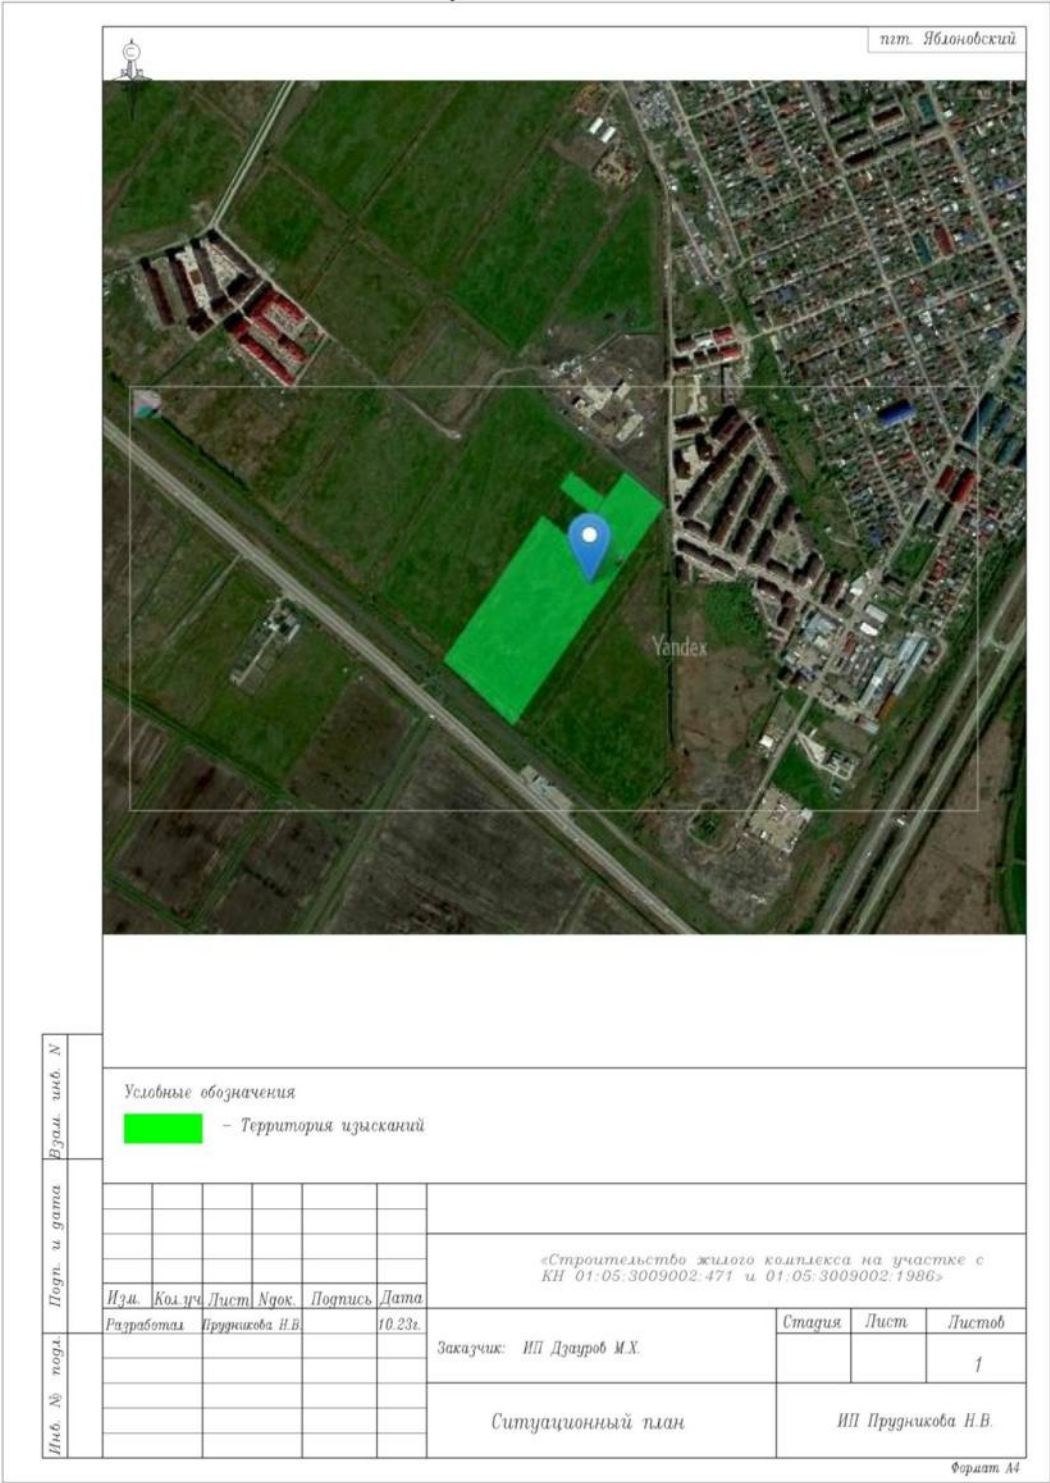 пгт. Яблоновский
С
Yandex
Условные обозначения
- Территория изысканий
Взам. инв. N
Подп. и дата
Инв. № подл.
«Строительство жилого комплекса на участке с
КН 01:05:3009002:471 и 01:05:3009002:1986»
Изм. Кол.уч Лист Nдок. Подпись Дата
Разработал Прудникова Н.В. 10.23г.
Заказчик: ИП Дзауров М.Х.
Стадия Лист Листов
1
Ситуационный план
ИП Прудникова Н.В.
Формат А4